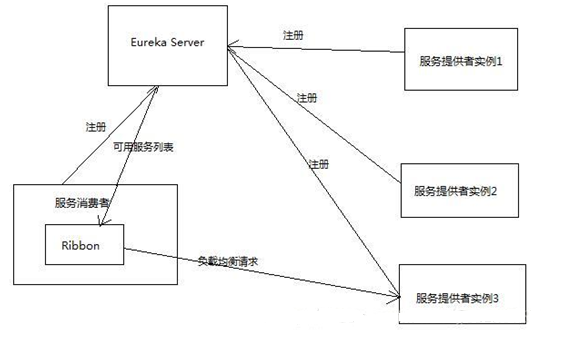 Eureka Server
注册
服务提供者实例1
注册
注册
可用服务列表
注册
服务消费者
Ribbon
服务提供者实例2
负载均衡请求
服务提供者实例3